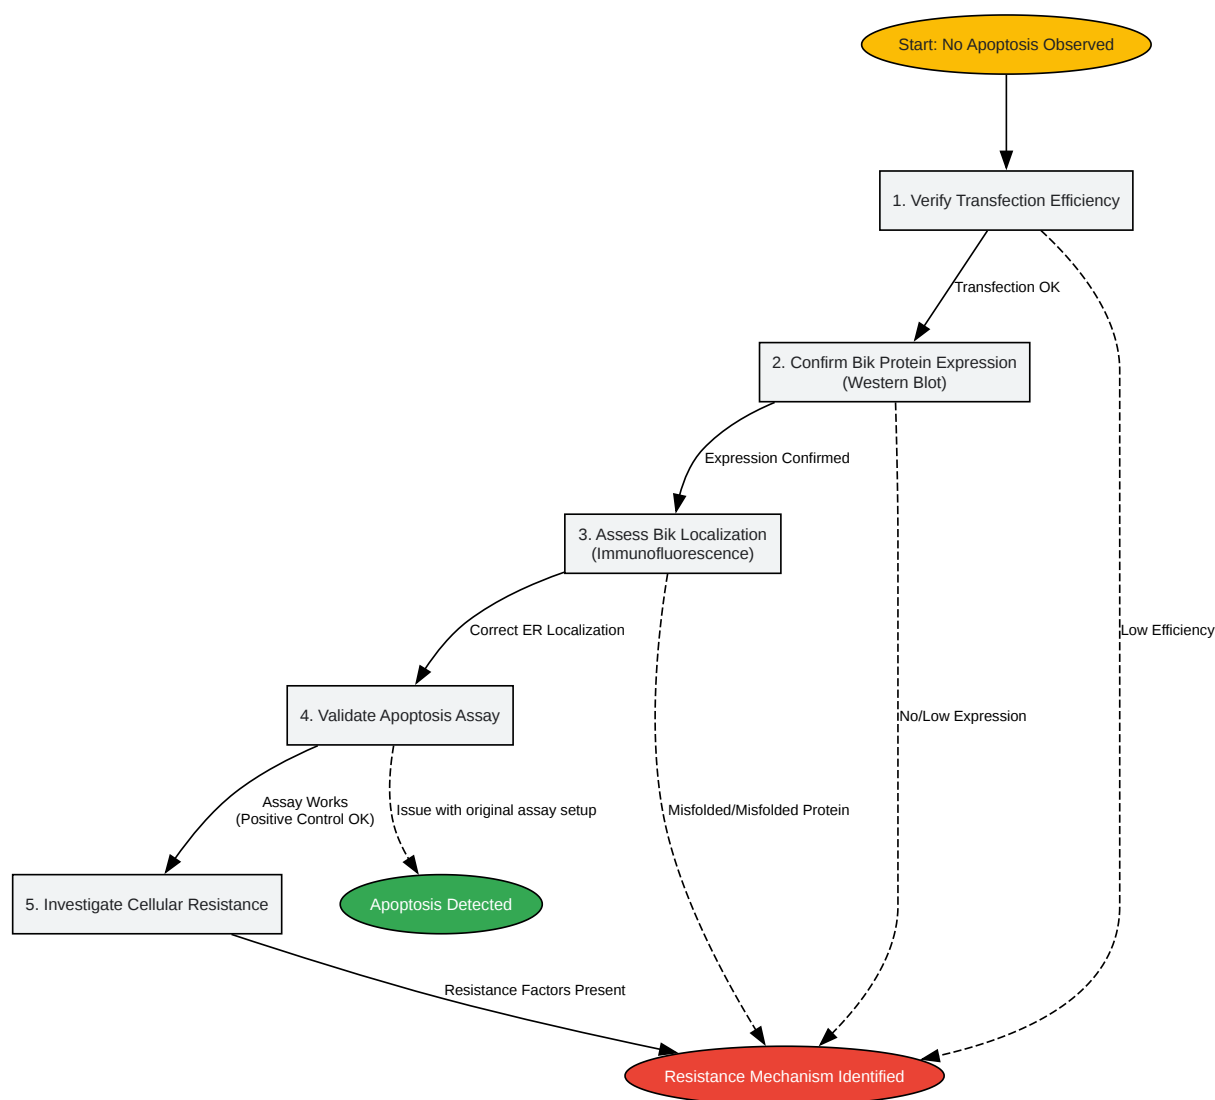 Start: No Apoptosis Observed
1. Verify Transfection Efficiency
Transfection OK
2. Confirm Bik Protein Expression
(Western Blot)
Expression Confirmed
3. Assess Bik Localization
(Immunofluorescence)
Correct ER Localization
Low Efficiency
4. Validate Apoptosis Assay
No/Low Expression
Assay Works
(Positive Control OK)
Issue with original assay setup
Misfolded/Misfolded Protein
5. Investigate Cellular Resistance
Apoptosis Detected
Resistance Factors Present
Resistance Mechanism Identified